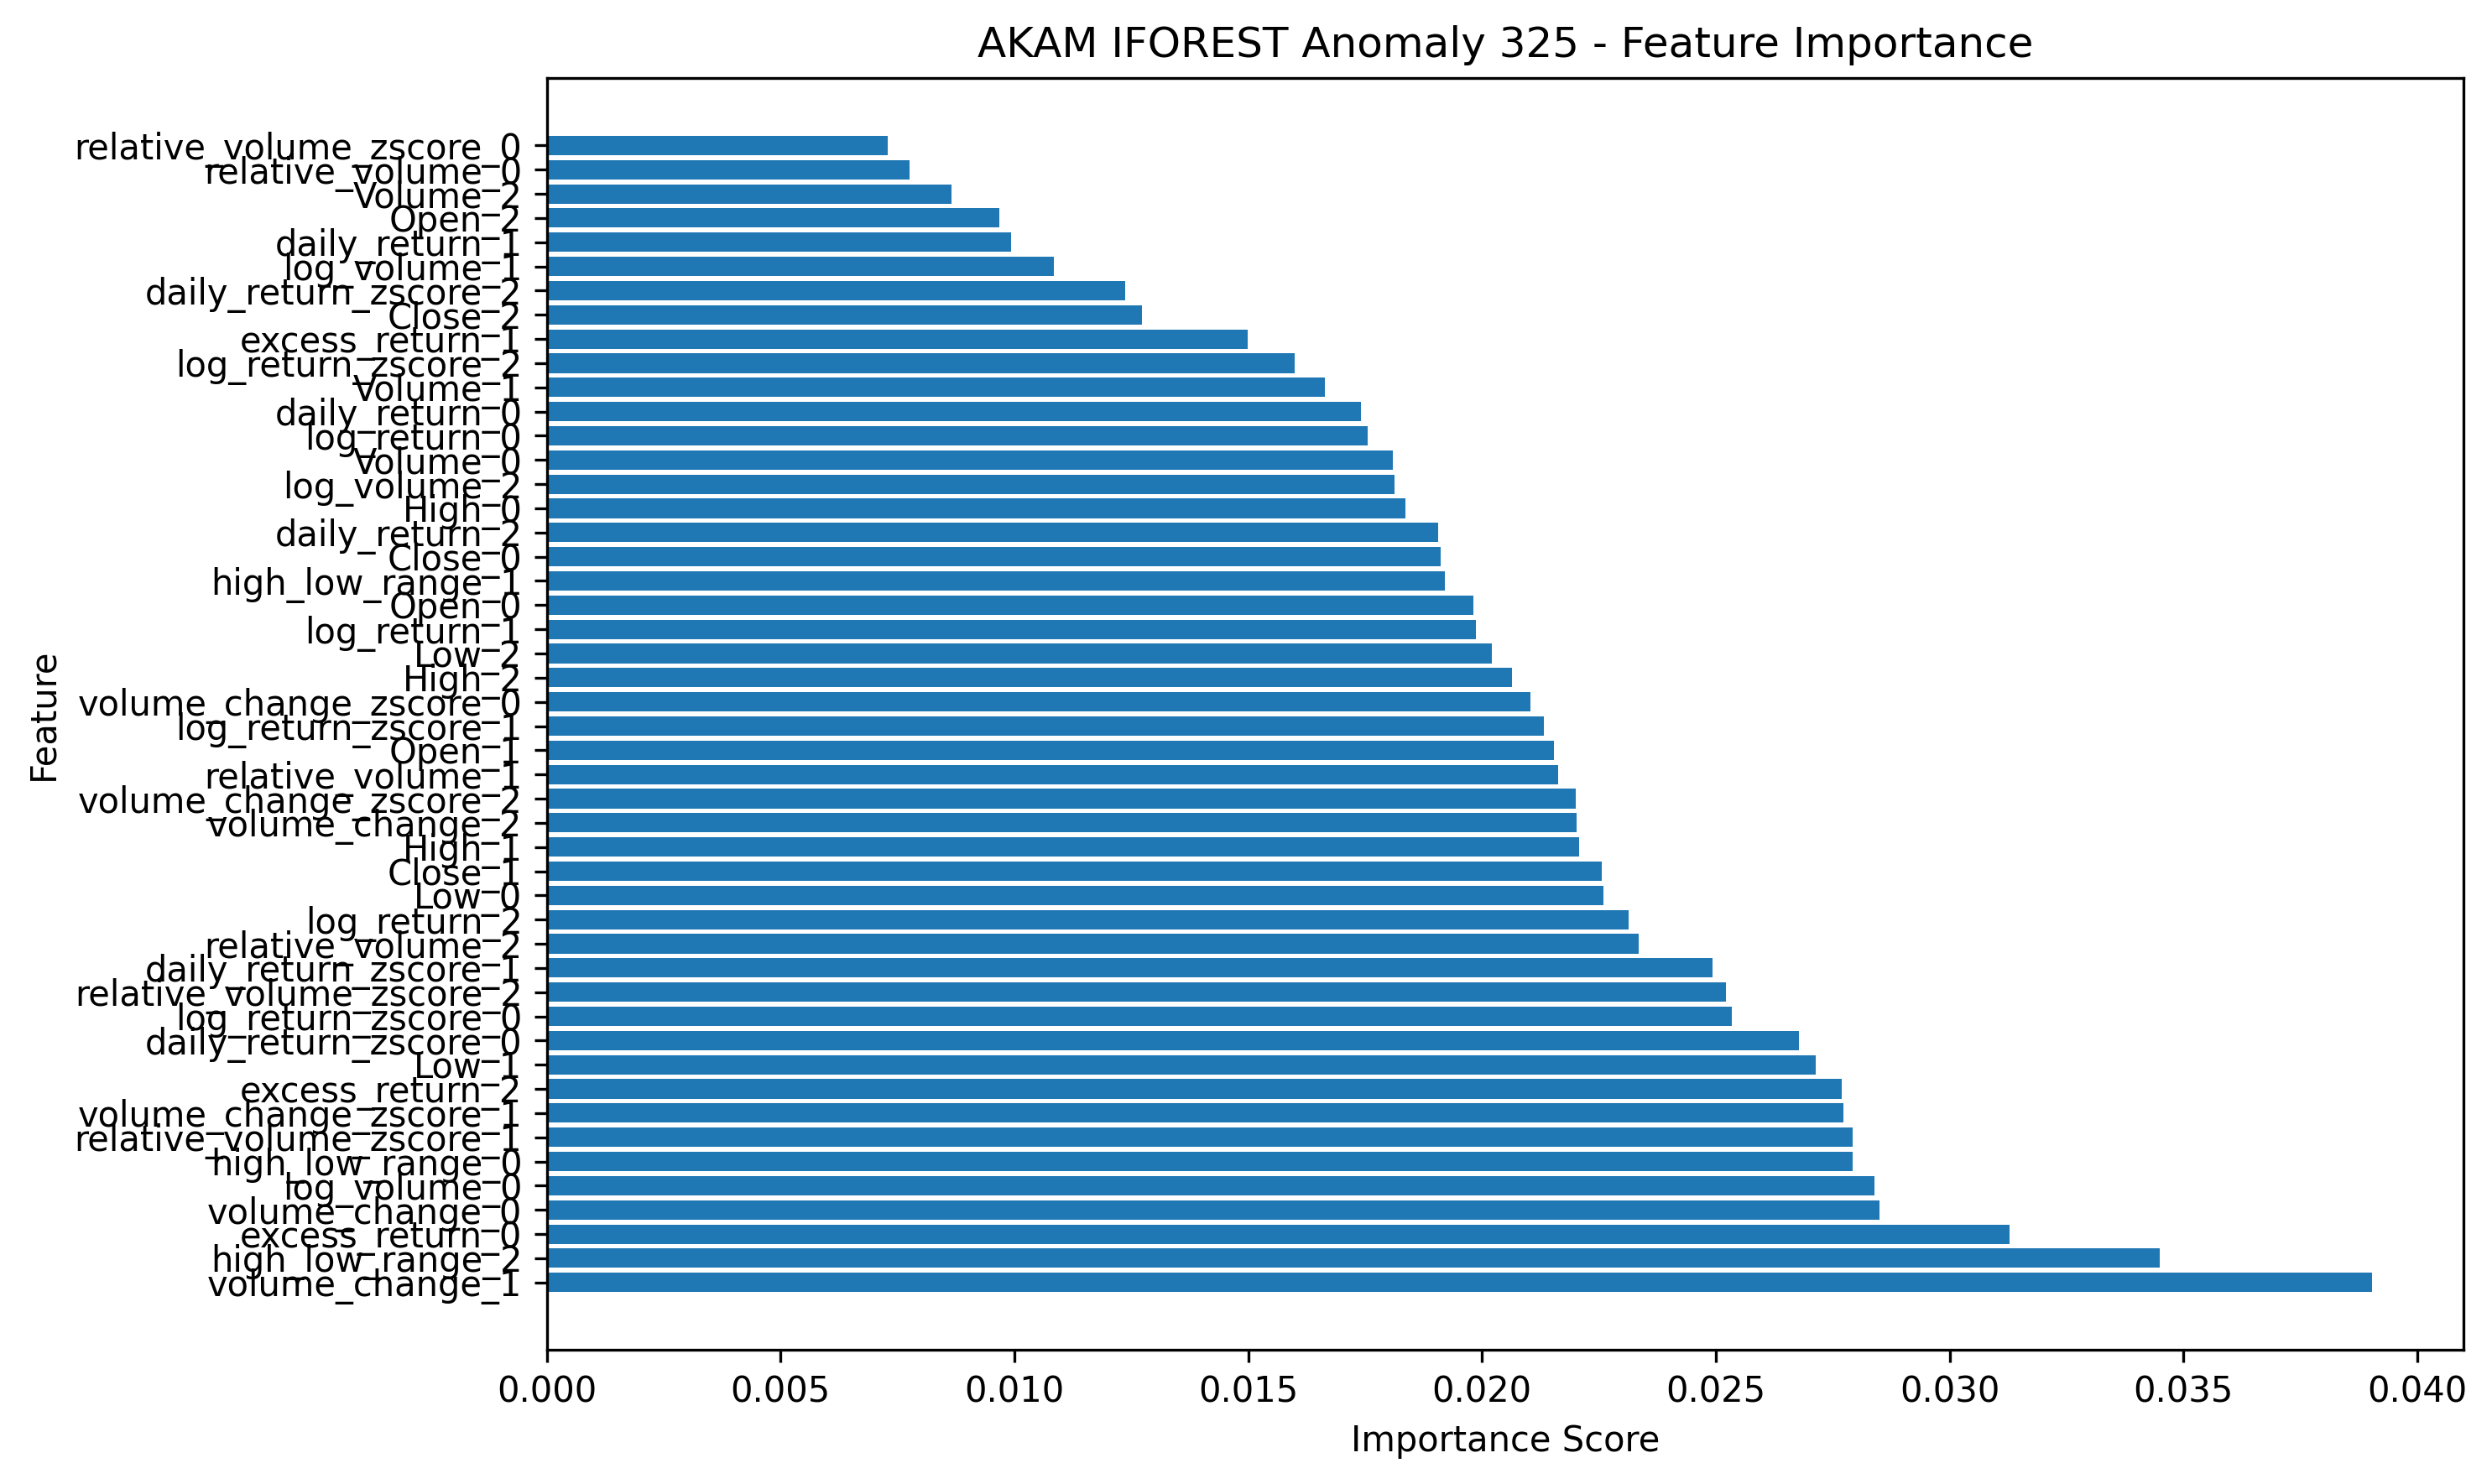 AKAM IFOREST Anomaly 325 - Feature Importance
relative_volume_zscore_0
relative_volume_0
Volume_2
Open_2
daily_return_1
log_volume_1
daily_return_zscore_2
Close_2
excess_return_1
log_return_zscore_2
Volume_1
daily_return_0
log_return_0
Volume_0
log_volume_2
High_0
daily_return_2
Close_0
high_low_range_1
Open_0
log_return_1
Low_2
High_2
volume_change_zscore_0
log_return_zscore_1
Open_1
relative_volume_1
volume_change_zscore_2
volume_change_2
High_1
Close_1
Low_0
log_return_2
relative_volume_2
daily_return_zscore_1
relative_volume_zscore_2
log_return_zscore_0
daily_return_zscore_0
Low_1
excess_return_2
volume_change_zscore_1
relative_volume_zscore_1
high_low_range_0
log_volume_0
volume_change_0
excess_return_0
high_low_range_2
volume_change_1
Feature
0.000 0.005 0.010 0.015 0.020 0.025 0.030 0.035 0.040
Importance Score